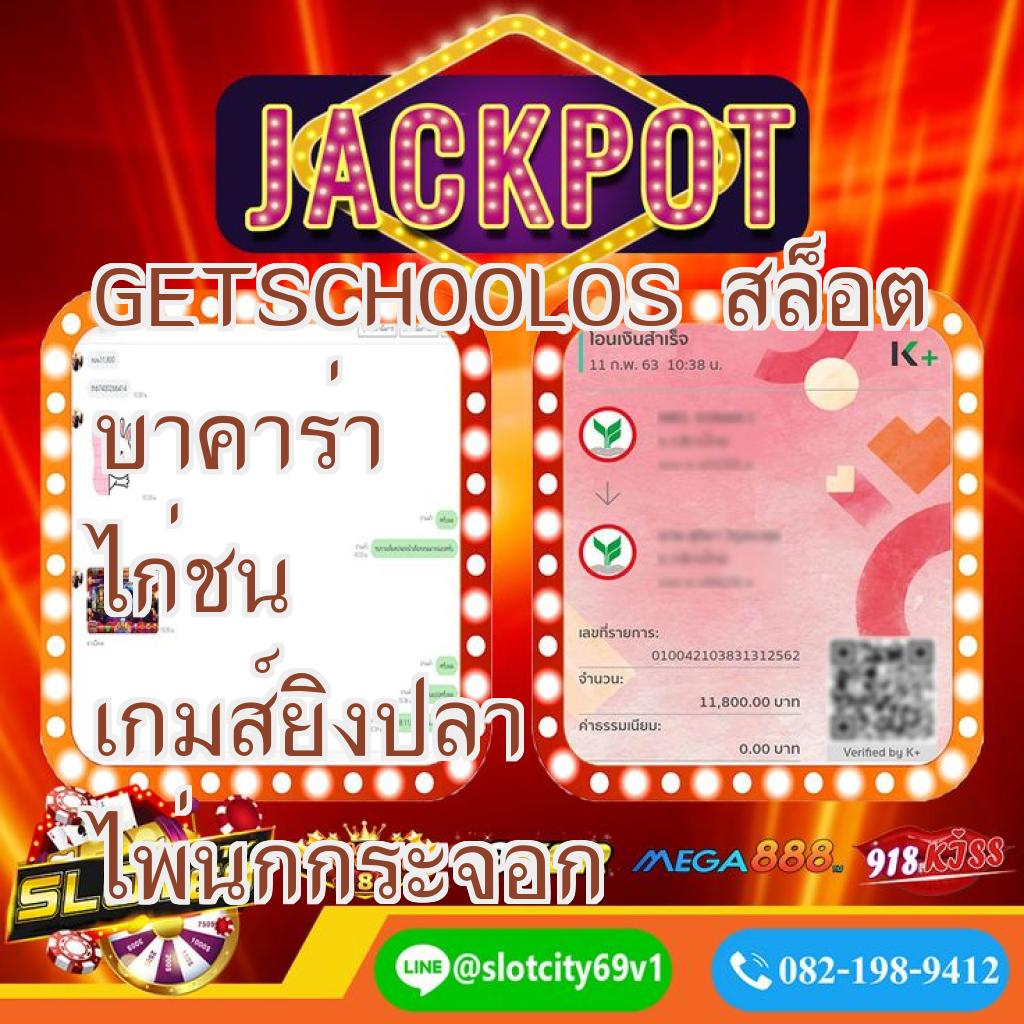 JACKPOT
GETSCHOOLOS สล็อต
บาคาร่า
ไก่ชน
เกมส์ยิงปลา
ไพ่นกกระจอก
โอนเงินสำเร็จ
11 ก.พ. 63 10:38 น.
K+
เลขที่รายการ:
010042103831312562
จำนวน:
11,800.00 บาท
ค่าธรรมเนียม:
0.00 บาท
Verified by K+
MEGA888
918KISS
LINE @slotcity69v1
082-198-9412